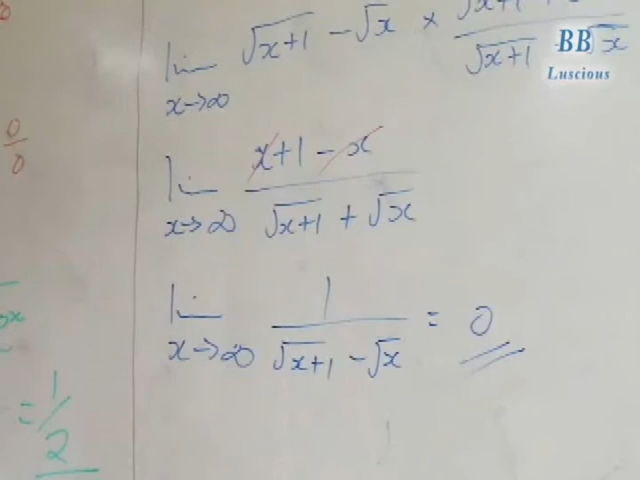 0/0
lim x→∞ √x+1 − √x × √x+1 / √x+1 √x
BB
Luscious
lim x→∞ x+1 − x / √x+1 + √x
lim x→∞ 1 / √x+1 − √x = 0
= 1/2